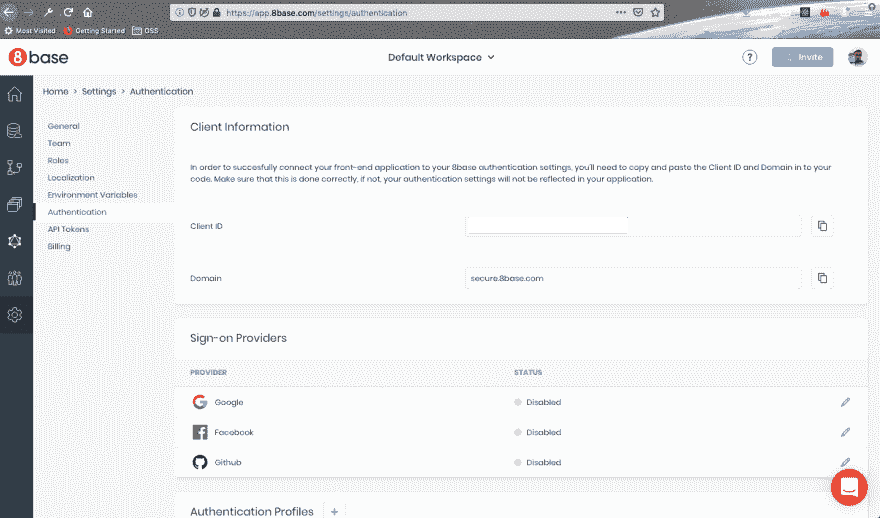 https://app.8base.com/settings/authentication
Most Visited
Getting Started
OSS
8base
Default Workspace
?
Invite
Home > Settings > Authentication
General
Team
Roles
Localization
Environment Variables
Authentication
API Tokens
Billing
Client Information
In order to succesfully connect your front-end application to your 8base authentication settings, you'll need to copy and paste the Client ID and Domain in to your
code. Make sure that this is done correctly, if not, your authentication settings will not be reflected in your application.
Client ID
Domain
secure.8base.com
Sign-on Providers
PROVIDER
STATUS
Google
Disabled
Facebook
Disabled
Github
Disabled
Authentication Profiles +